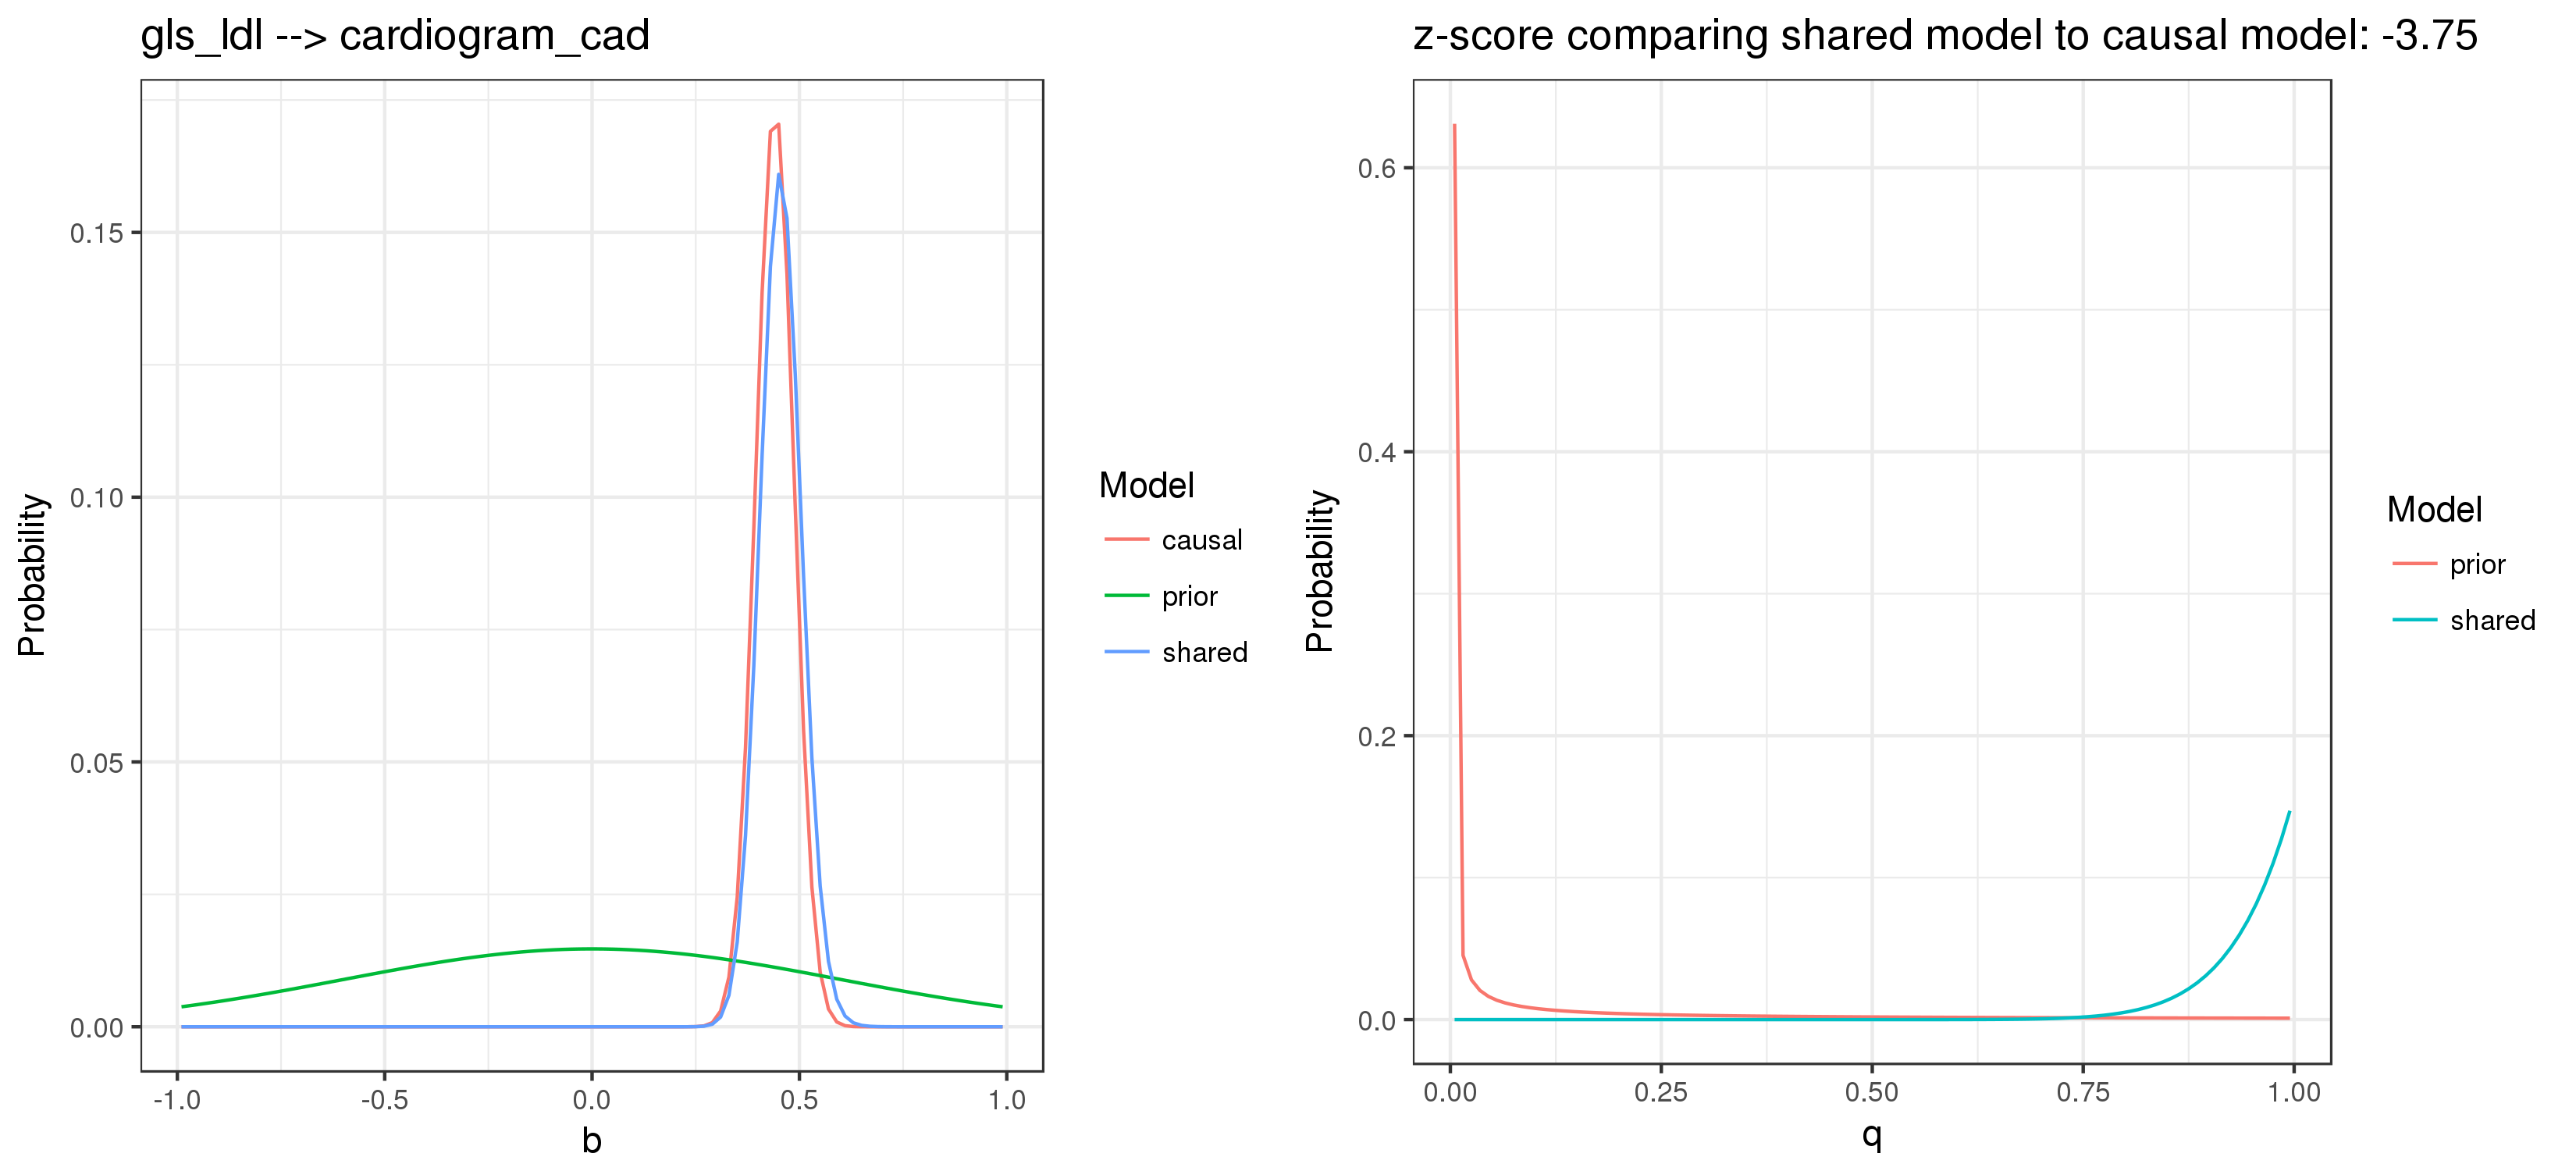 gls_ldl --> cardiogram_cad
Probability
0.15
0.10
0.05
0.00
-1.0 -0.5 0.0 0.5 1.0
b
Model
causal
prior
shared
z-score comparing shared model to causal model: -3.75
Probability
0.6
0.4
0.2
0.0
0.00 0.25 0.50 0.75 1.00
q
Model
prior
shared